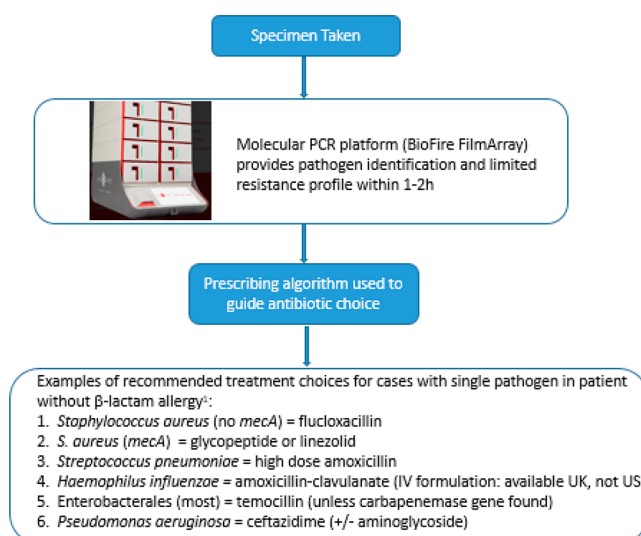 Specimen Taken
Molecular PCR platform (BioFire FilmArray)
provides pathogen identification and limited
resistance profile within 1-2h
Prescribing algorithm used to
guide antibiotic choice
Examples of recommended treatment choices for cases with single pathogen in patient
without β-lactam allergy¹:
1. Staphylococcus aureus (no mecA) = flucloxacillin
2. S. aureus (mecA) = glycopeptide or linezolid
3. Streptococcus pneumoniae = high dose amoxicillin
4. Haemophilus influenzae = amoxicillin-clavulanate (IV formulation: available UK, not US
5. Enterobacterales (most) = temocillin (unless carbapenemase gene found)
6. Pseudomonas aeruginosa = ceftazidime (+/- aminoglycoside)